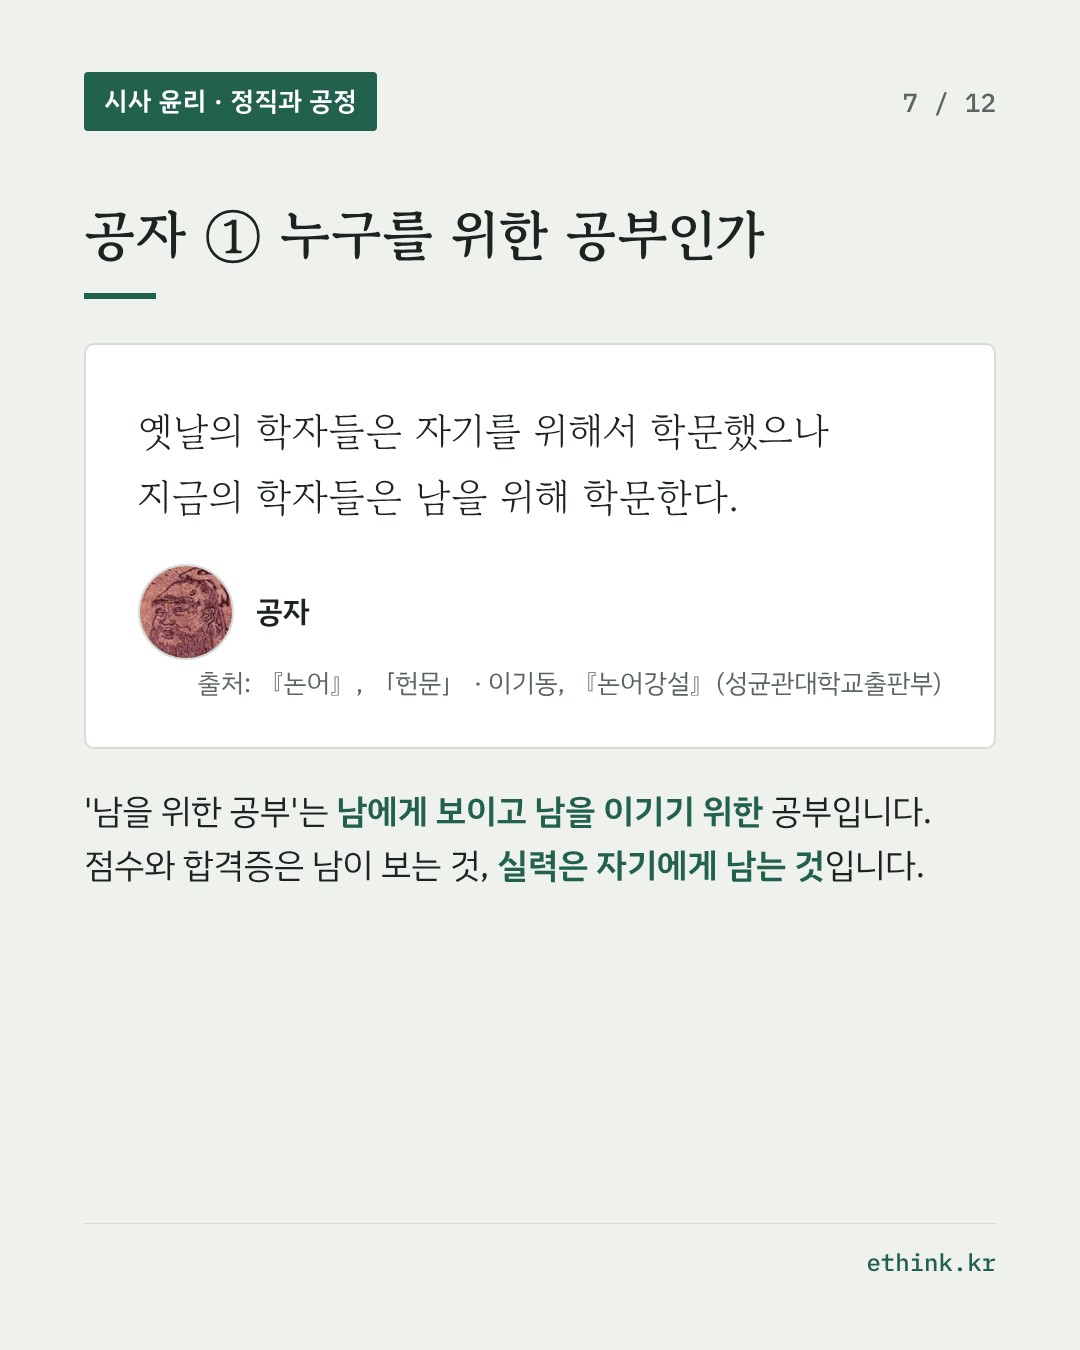 시사 윤리 · 정직과 공정
7 / 12
공자 ① 누구를 위한 공부인가
옛날의 학자들은 자기를 위해서 학문했으나
지금의 학자들은 남을 위해 학문한다.
공자
출처: 『논어』, 「헌문」 · 이기동, 『논어강설』(성균관대학교출판부)
'남을 위한 공부'는 남에게 보이고 남을 이기기 위한 공부입니다.
점수와 합격증은 남이 보는 것, 실력은 자기에게 남는 것입니다.
ethink.kr